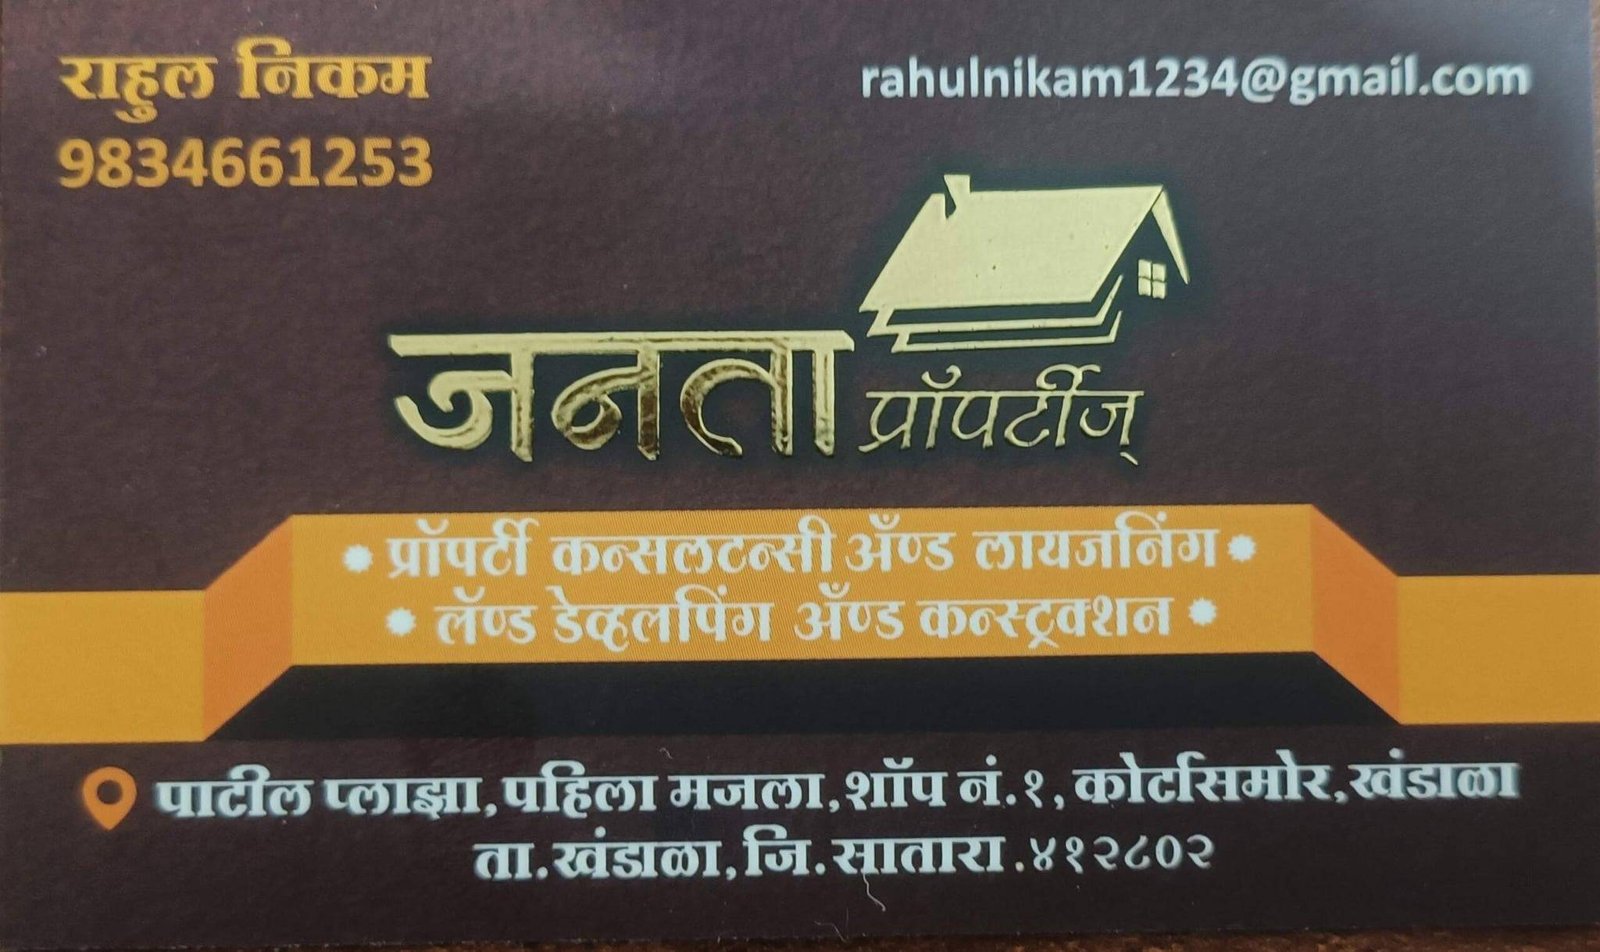 राहुल निकम
9834661253
rahulnikam1234@gmail.com
जनता प्रॉपर्टीज्
प्रॉपर्टी कन्सलटन्सी अँण्ड लायजनिंग
लॅण्ड डेव्हलपिंग अँण्ड कन्स्ट्रक्शन
पाटील प्लाझा, पहिला मजला, शॉप नं. १, कोर्टासमोर, खंडाळा
ता. खंडाळा, जि. सातारा. ४१२८०२